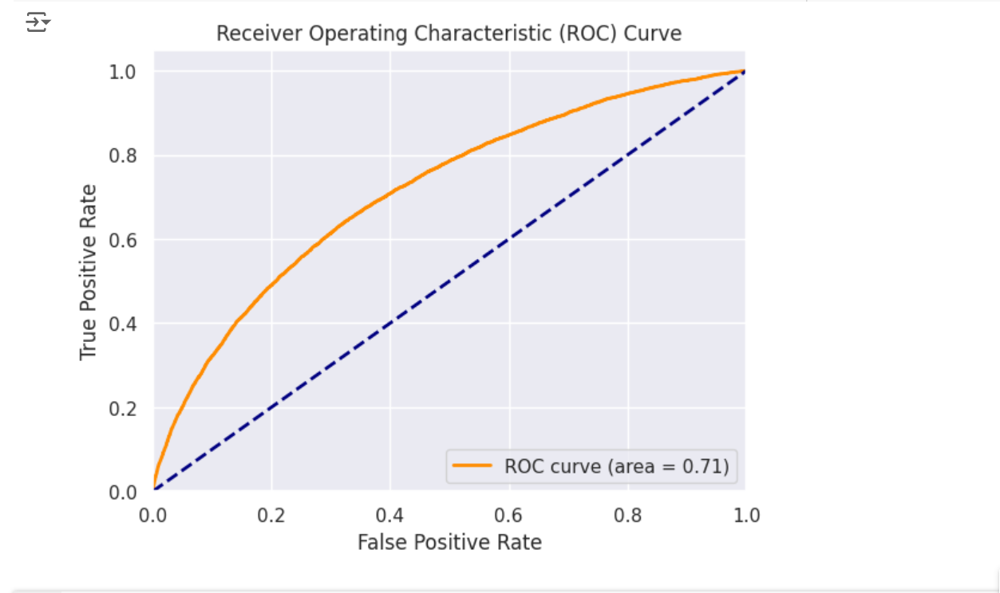 Receiver Operating Characteristic (ROC) Curve
True Positive Rate
1.0
0.8
0.6
0.4
0.2
0.0
ROC curve (area = 0.71)
0.0 0.2 0.4 0.6 0.8 1.0
False Positive Rate